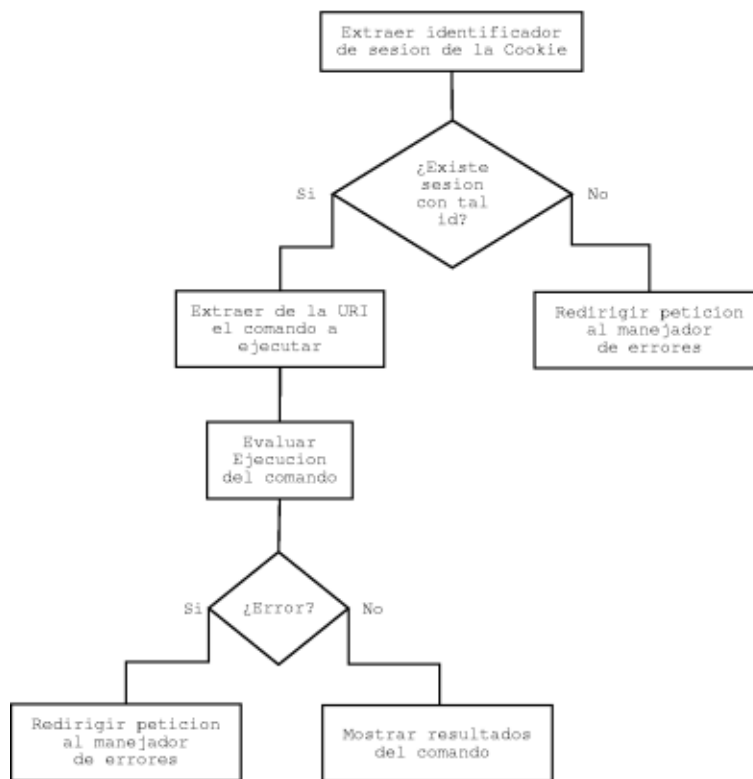 Extraer identificador
de sesion de la Cookie
¿Existe
sesion
con tal
id?
Si
No
Extraer de la URI
el comando a
ejecutar
Redirigir peticion
al manejador
de errores
Evaluar
Ejecucion
del comando
Si
¿Error?
No
Redirigir peticion
al manejador
de errores
Mostrar resultados
del comando